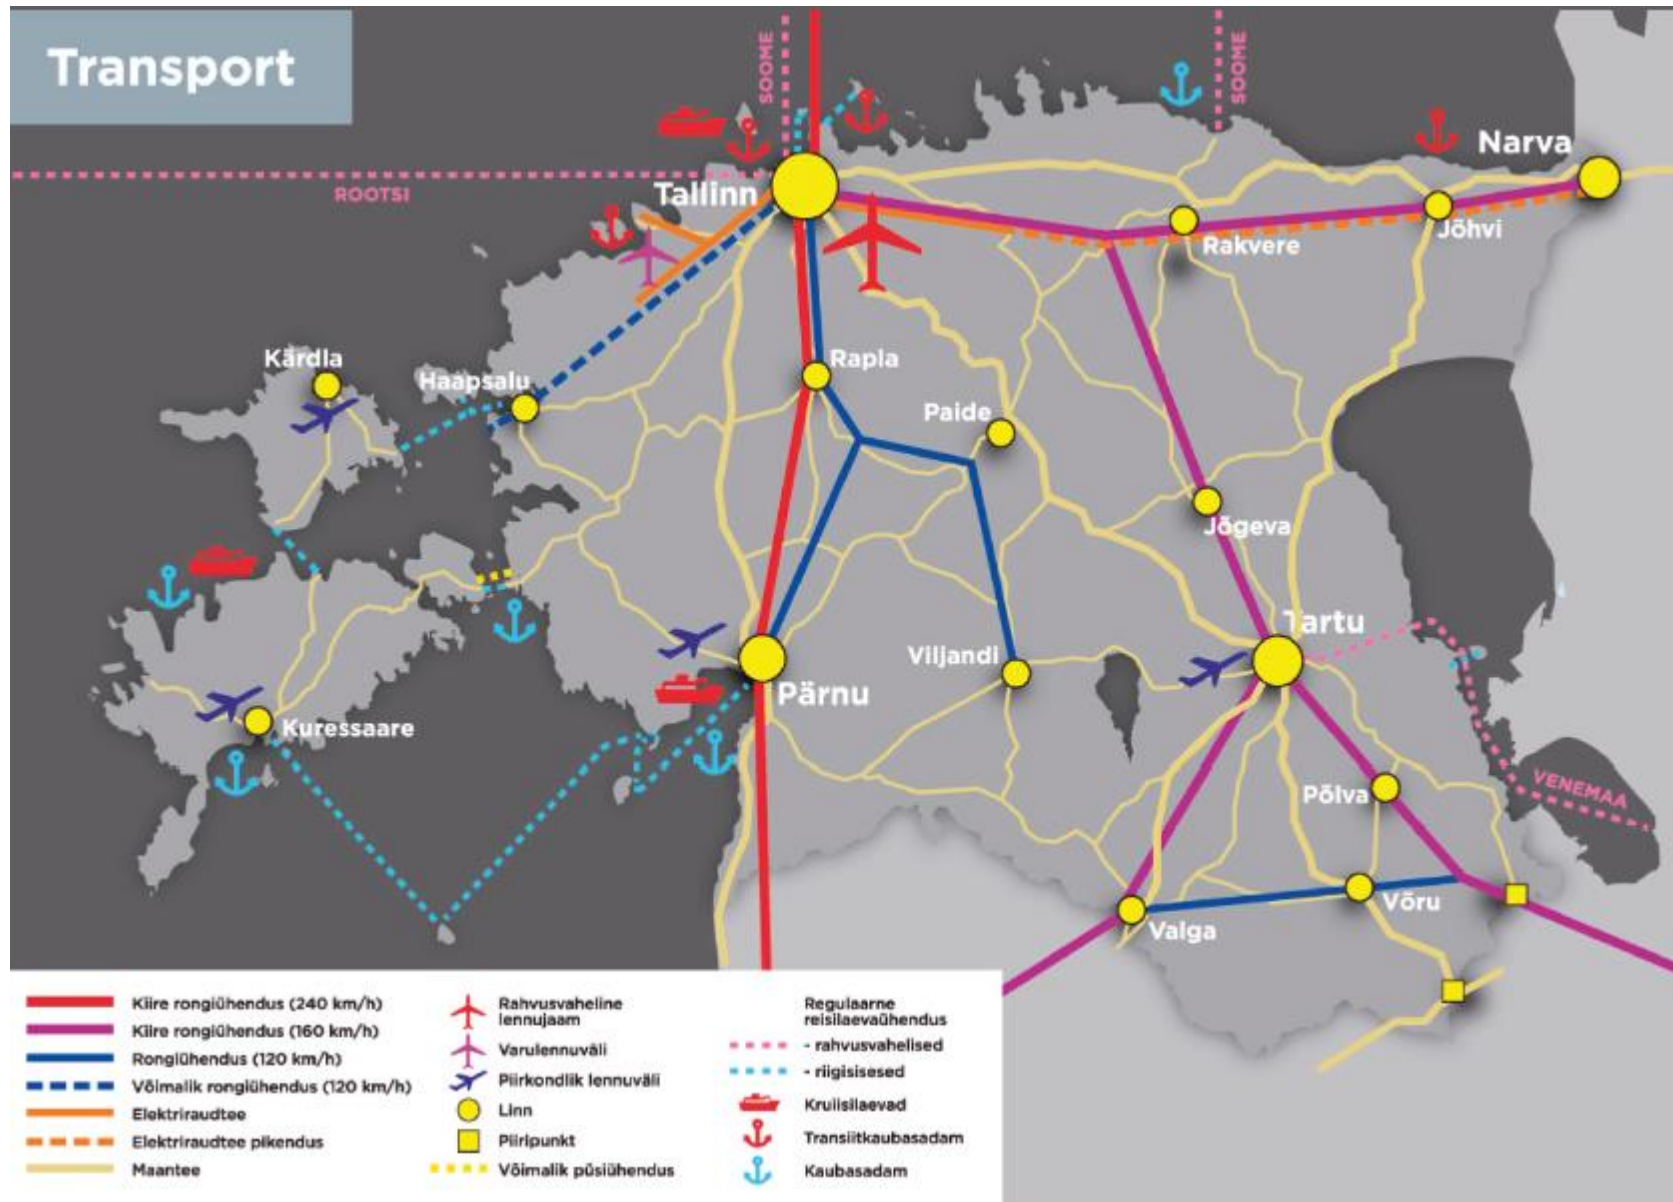 Transport
SOOME
SOOME
ROOTSI
Tallinn
Narva
Rakvere
Jõhvi
Kärdla
Haapsalu
Rapla
Paide
Jõgeva
Tartu
Viljandi
Pärnu
Kuressaare
Põlva
VENEMAA
Võru
Valga
Kiire rongiühendus (240 km/h)
Kiire rongiühendus (160 km/h)
Rongiühendus (120 km/h)
Võimalik rongiühendus (120 km/h)
Elektriraudtee
Elektriraudtee pikendus
Maantee
Rahvusvaheline
lennujaam
Varulennuväli
Piirkondlik lennuväli
Linn
Piiripunkt
Võimalik püsiühendus
Regulaarne
reisilaevaühendus
- rahvusvahelised
- riigisisesed
Kruiisilaevad
Transiitkaubasadam
Kaubasadam